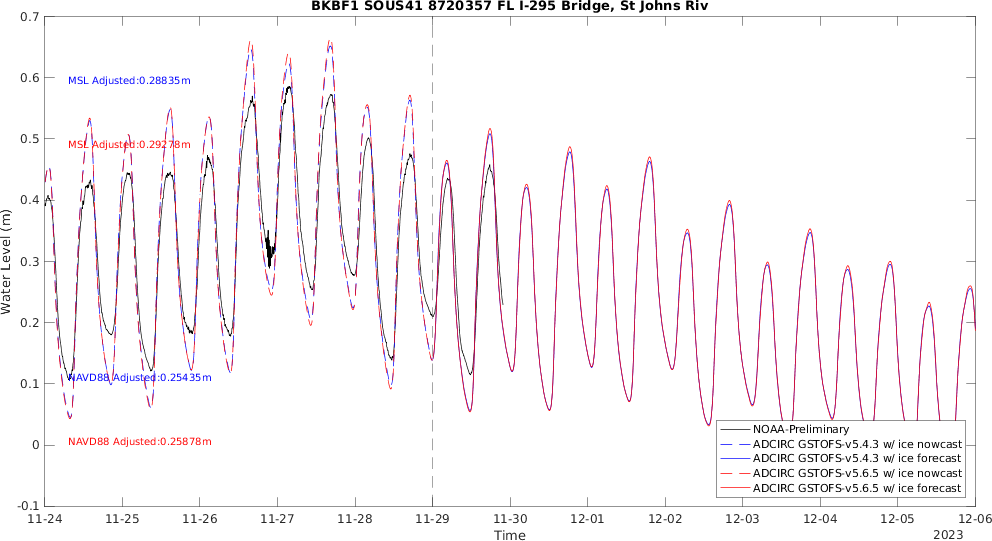 BKBF1 SOUS41 8720357 FL I-295 Bridge, St Johns Riv
0.7
0.6
0.5
0.4
0.3
0.2
0.1
0
-0.1
Water Level (m)
MSL Adjusted:0.28835m
MSL Adjusted:0.29278m
NAVD88 Adjusted:0.25435m
NAVD88 Adjusted:0.25878m
NOAA-Preliminary
ADCIRC GSTOFS-v5.4.3 w/ ice nowcast
ADCIRC GSTOFS-v5.4.3 w/ ice forecast
ADCIRC GSTOFS-v5.6.5 w/ ice nowcast
ADCIRC GSTOFS-v5.6.5 w/ ice forecast
11-24 11-25 11-26 11-27 11-28 11-29 11-30 12-01 12-02 12-03 12-04 12-05 12-06
Time
2023